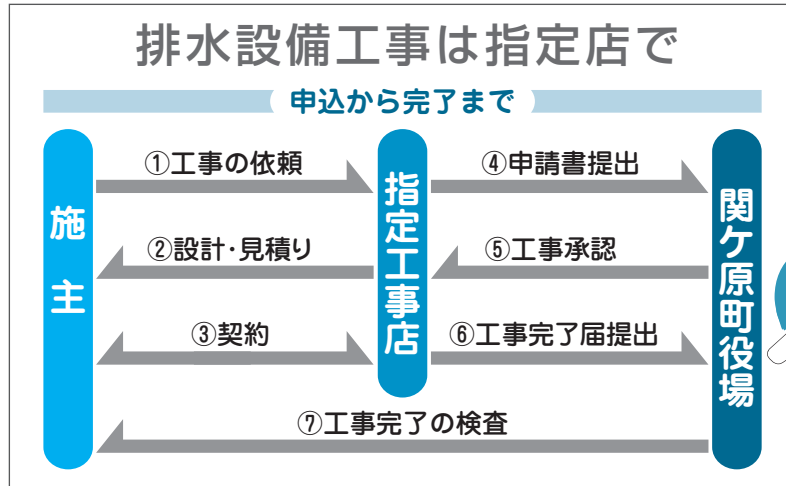 排水設備工事は指定店で
申込から完了まで
施主
指定工事店
関ケ原町役場
①工事の依頼
④申請書提出
②設計・見積り
⑤工事承認
③契約
⑥工事完了届提出
⑦工事完了の検査